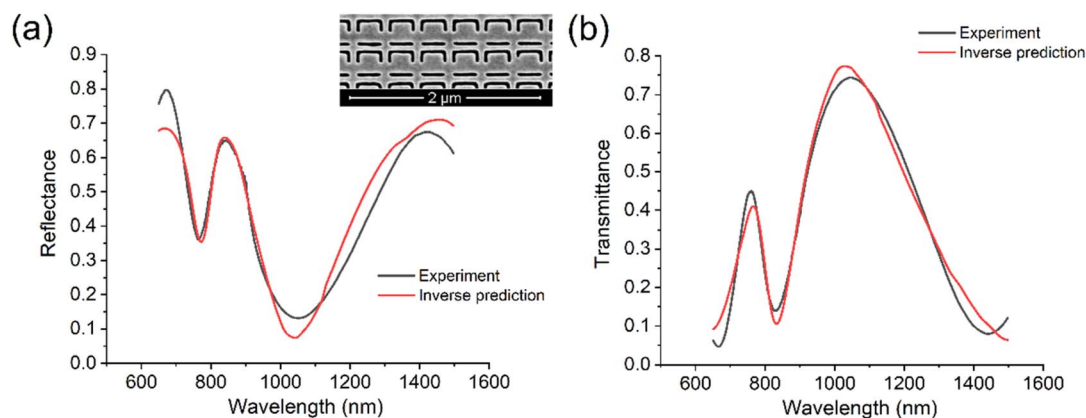 (a)
Reflectance
0.9
0.8
0.7
0.6
0.5
0.4
0.3
0.2
0.1
0.0
2 μm
Experiment
Inverse prediction
600 800 1000 1200 1400 1600
Wavelength (nm)
(b)
Experiment
Inverse prediction
Transmittance
0.8
0.7
0.6
0.5
0.4
0.3
0.2
0.1
0.0
600 800 1000 1200 1400 1600
Wavelength (nm)